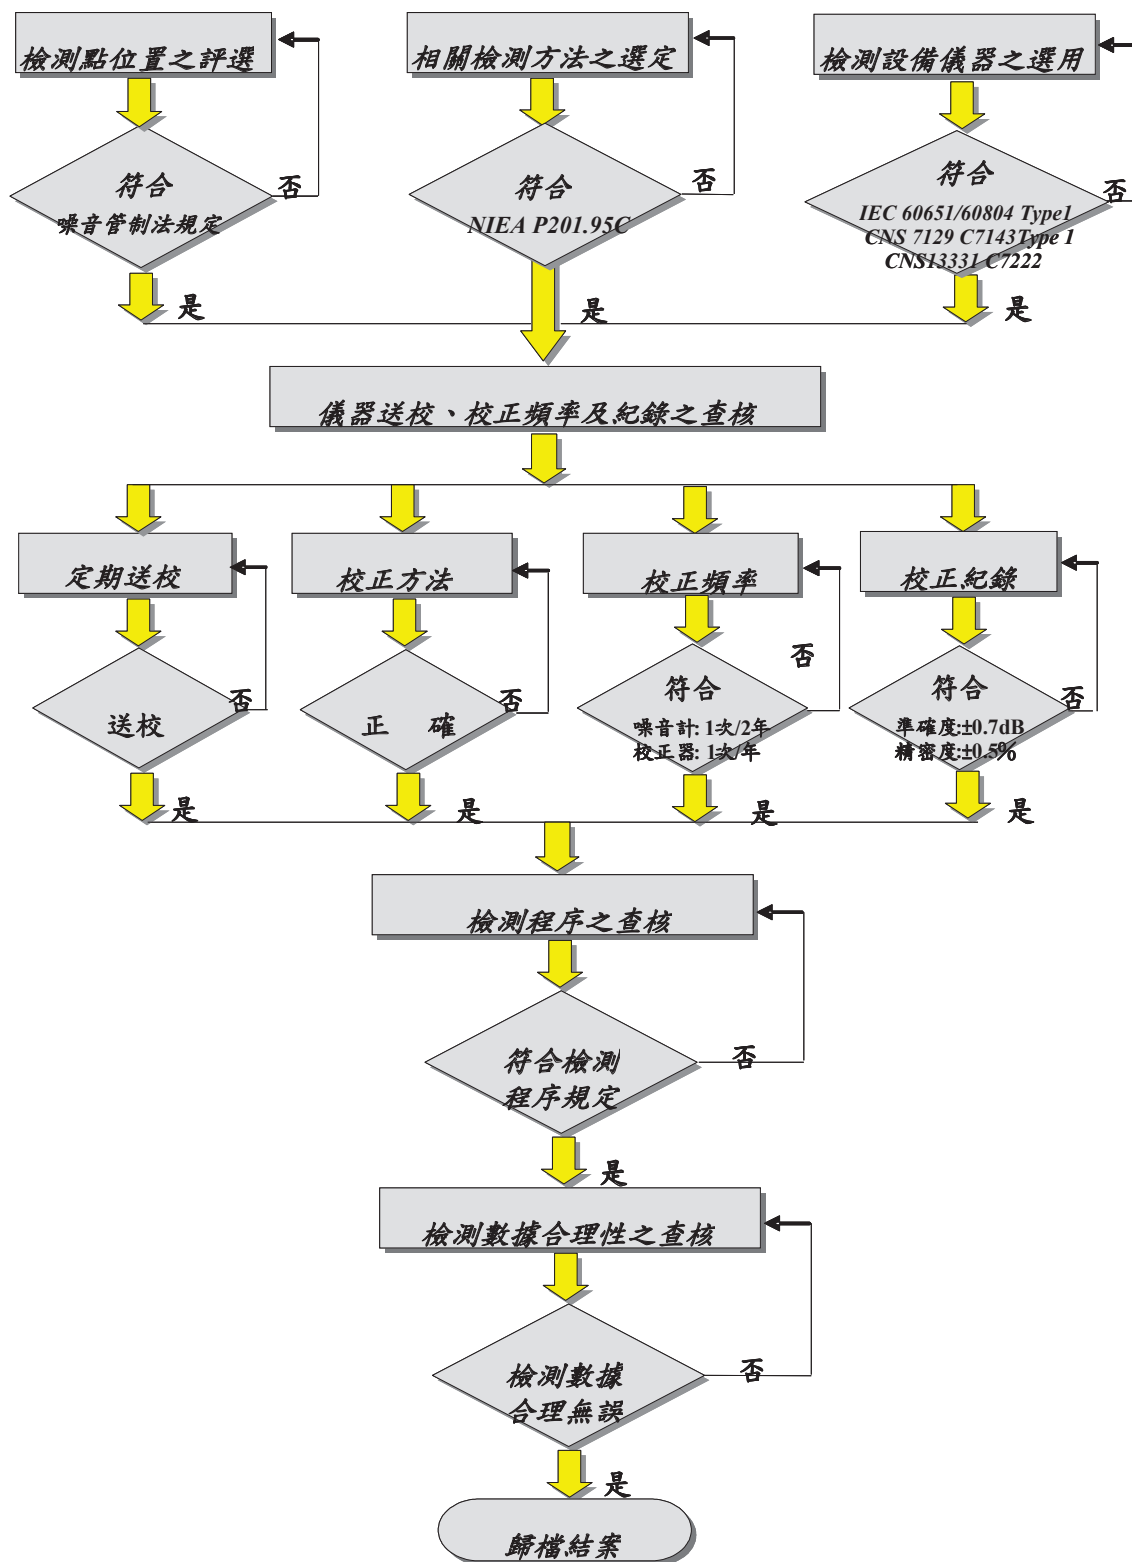 檢測點位置之評選
相關檢測方法之選定
檢測設備儀器之選用
符合
噪音管制法規定
否
符合
NIEA P201.95C
否
符合
IEC 60651/60804 Type1
CNS 7129 C7143Type 1
CNS13331 C7222
否
是
是
是
儀器送校、校正頻率及紀錄之查核
定期送校
校正方法
校正頻率
校正紀錄
送校
否
正 確
否
符合
噪音計: 1次/2年
校正器: 1次/年
否
符合
準確度:±0.7dB
精密度:±0.5%
否
是
是
是
是
檢測程序之查核
符合檢測
程序規定
否
是
檢測數據合理性之查核
檢測數據
合理無誤
否
是
歸檔結案